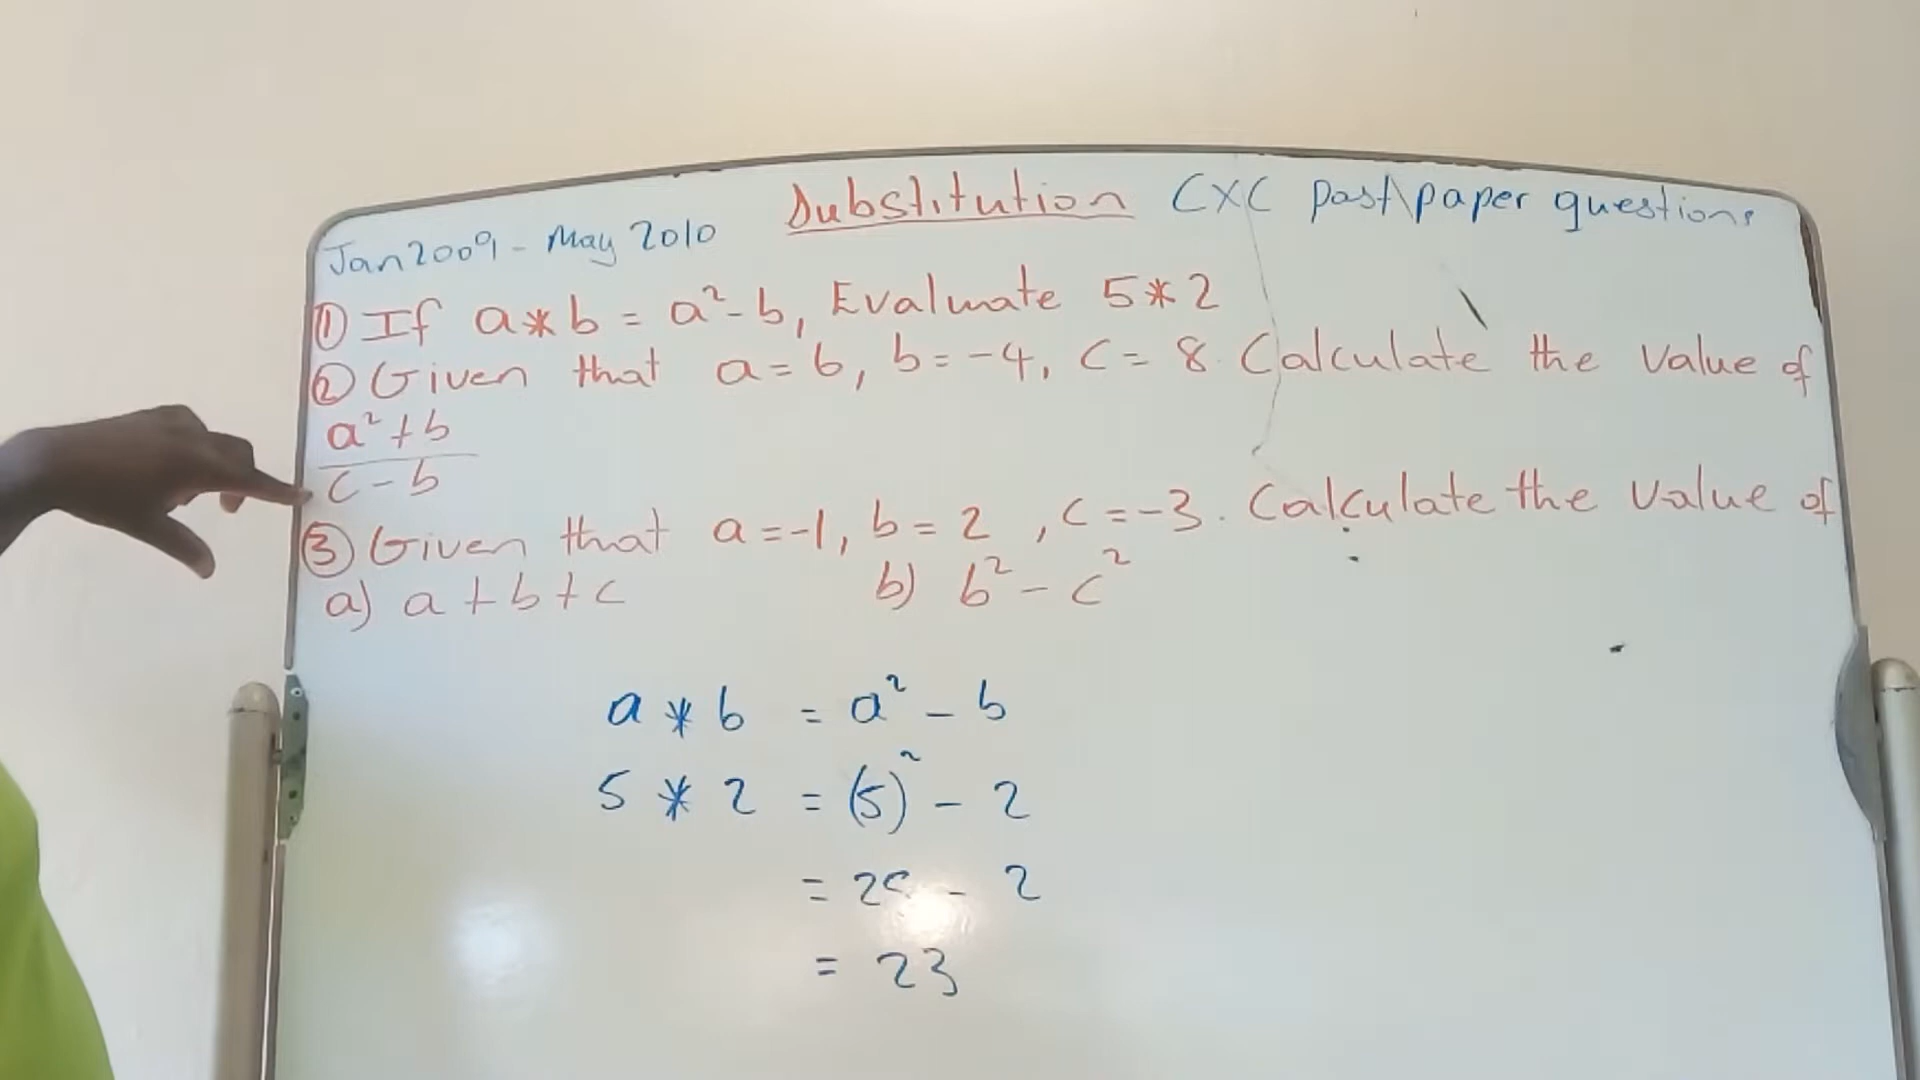 Substitution CXC past paper questions
Jan 2009 - May 2010
① If a * b = a² - b, Evaluate 5 * 2
② Given that a = 6, b = -4, c = 8. Calculate the value of
a² + b
c - b
③ Given that a = -1, b = 2, c = -3. Calculate the value of
a) a + b + c b) b² - c²
a * b = a² - b
5 * 2 = (5)² - 2
= 25 - 2
= 23